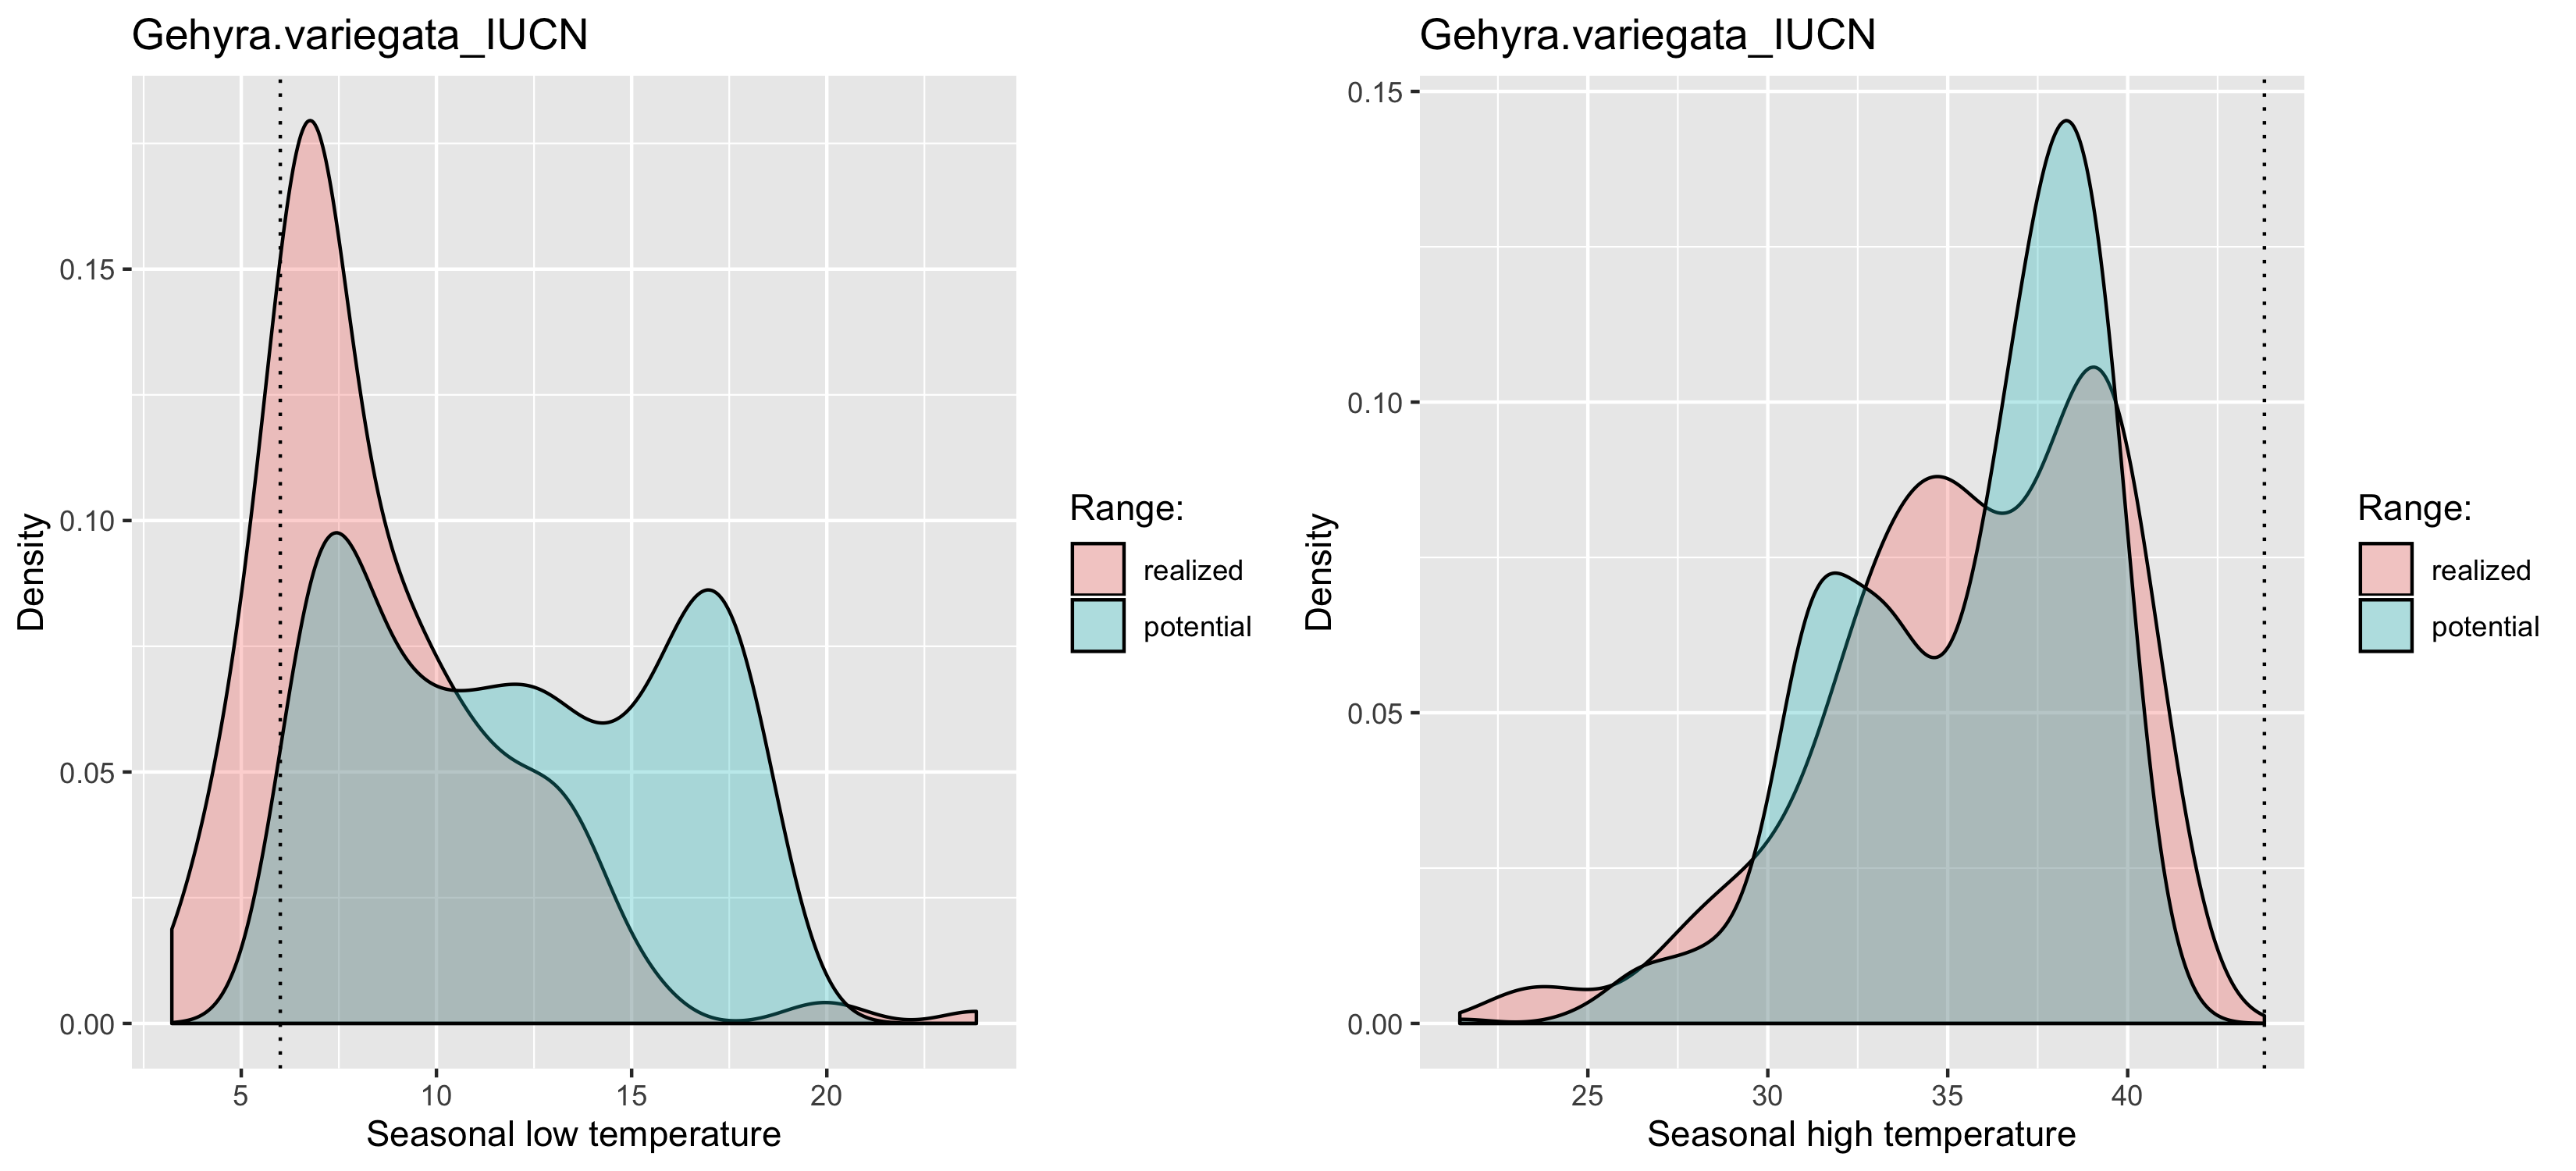 Gehyra.variegata_IUCN
0.15
0.10
0.05
0.00
Density
5 10 15 20
Seasonal low temperature
Range:
realized
potential
Gehyra.variegata_IUCN
0.15
0.10
0.05
0.00
Density
25 30 35 40
Seasonal high temperature
Range:
realized
potential